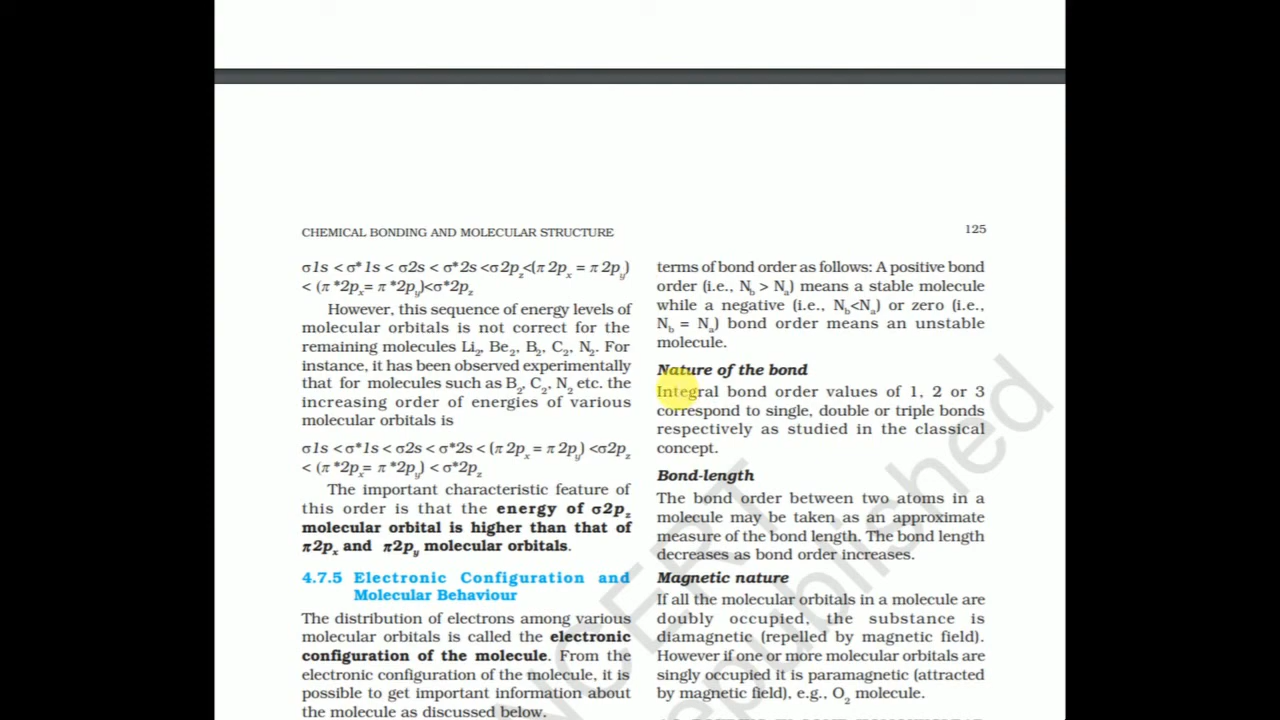 CHEMICAL BONDING AND MOLECULAR STRUCTURE
125
σ1s < σ*1s < σ2s < σ*2s <σ2pz<(π 2px = π 2py)
< (π *2px= π *2py)<σ*2pz
However, this sequence of energy levels of
molecular orbitals is not correct for the
remaining molecules Li2, Be2, B2, C2, N2. For
instance, it has been observed experimentally
that for molecules such as B2, C2, N2 etc. the
increasing order of energies of various
molecular orbitals is
σ1s < σ*1s < σ2s < σ*2s < (π 2px = π 2py) <σ2pz
< (π *2px= π *2py) < σ*2pz
The important characteristic feature of
this order is that the energy of σ2pz
molecular orbital is higher than that of
π2px and π2py molecular orbitals.
4.7.5 Electronic Configuration and
Molecular Behaviour
The distribution of electrons among various
molecular orbitals is called the electronic
configuration of the molecule. From the
electronic configuration of the molecule, it is
possible to get important information about
the molecule as discussed below.
terms of bond order as follows: A positive bond
order (i.e., Nb > Na) means a stable molecule
while a negative (i.e., Nb<Na) or zero (i.e.,
Nb = Na) bond order means an unstable
molecule.
Nature of the bond
Integral bond order values of 1, 2 or 3
correspond to single, double or triple bonds
respectively as studied in the classical
concept.
Bond-length
The bond order between two atoms in a
molecule may be taken as an approximate
measure of the bond length. The bond length
decreases as bond order increases.
Magnetic nature
If all the molecular orbitals in a molecule are
doubly occupied, the substance is
diamagnetic (repelled by magnetic field).
However if one or more molecular orbitals are
singly occupied it is paramagnetic (attracted
by magnetic field), e.g., O2 molecule.
NCERT
republished